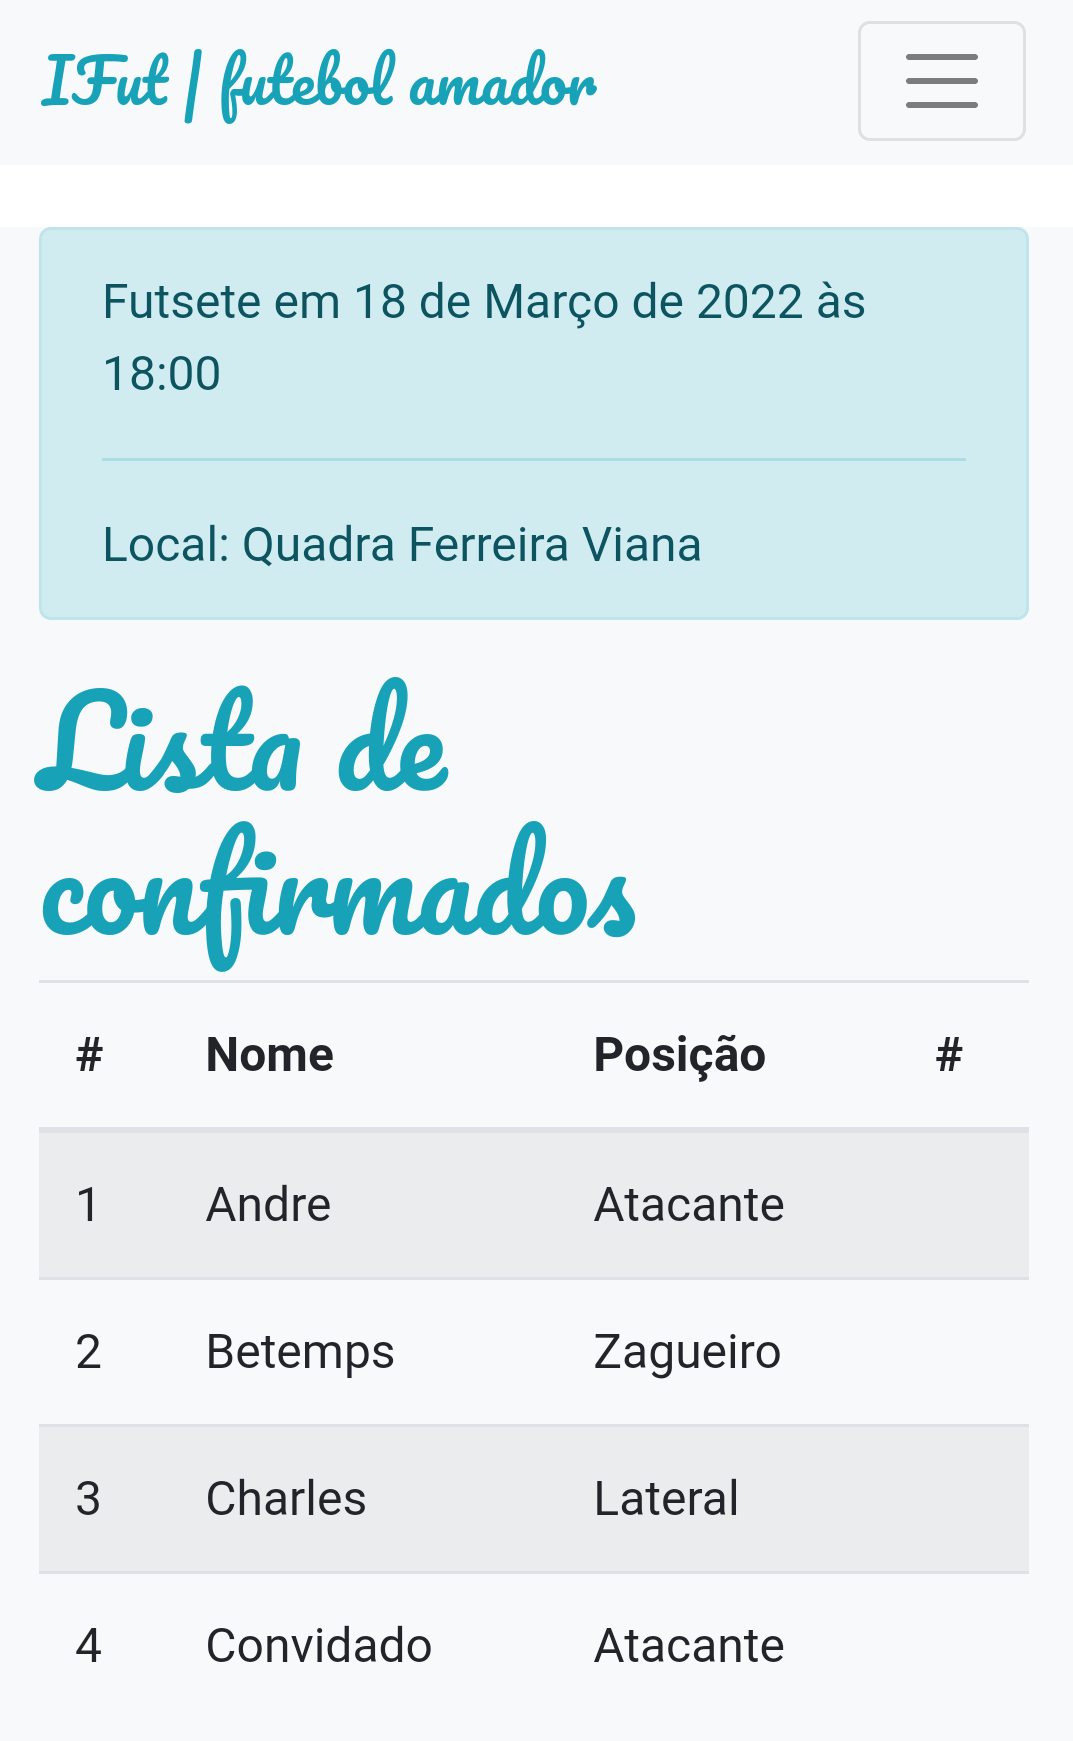 IFut | futebol amador
Futsete em 18 de Março de 2022 às
18:00
Local: Quadra Ferreira Viana
Lista de
confirmados
# Nome Posição #
1 Andre Atacante
2 Betemps Zagueiro
3 Charles Lateral
4 Convidado Atacante